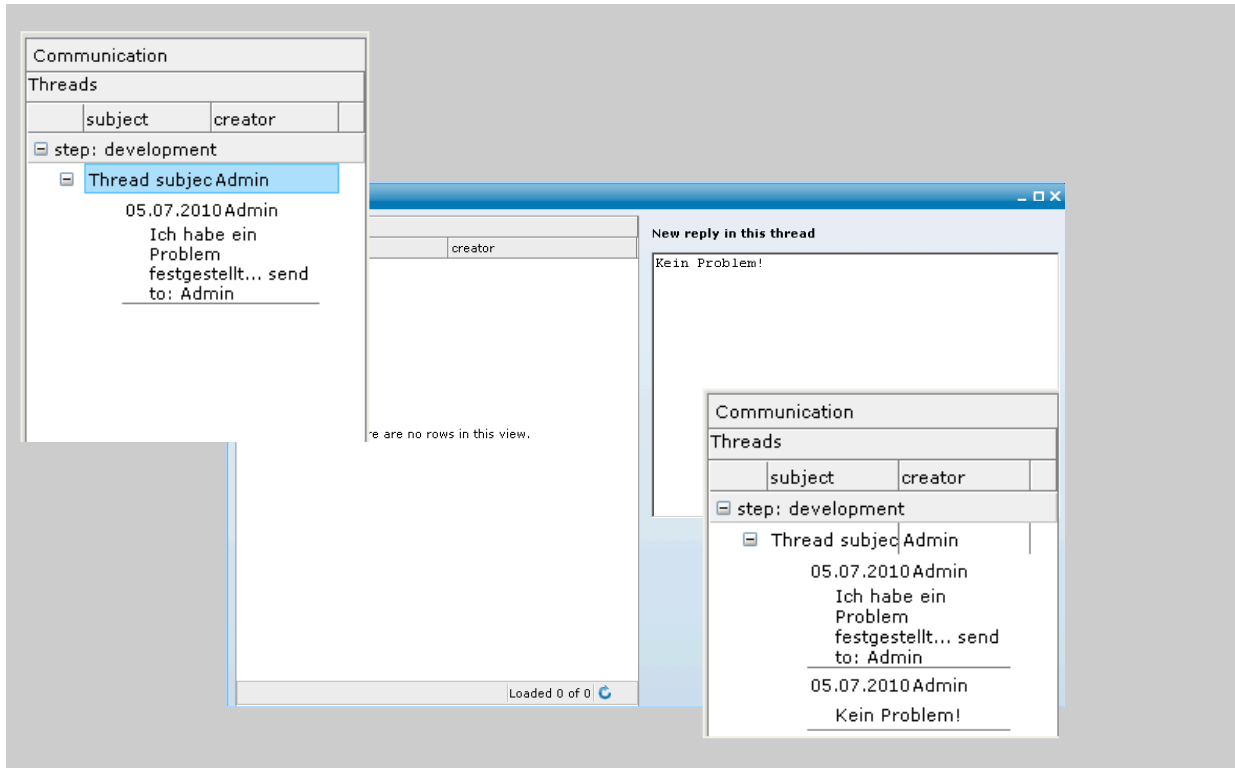 Communication
Threads
subject creator
step: development
Thread subjec Admin
05.07.2010 Admin
Ich habe ein
Problem
festgestellt... send
to: Admin
creator
re are no rows in this view.
Loaded 0 of 0
New reply in this thread
Kein Problem!
Communication
Threads
subject creator
step: development
Thread subjec Admin
05.07.2010 Admin
Ich habe ein
Problem
festgestellt... send
to: Admin
05.07.2010 Admin
Kein Problem!